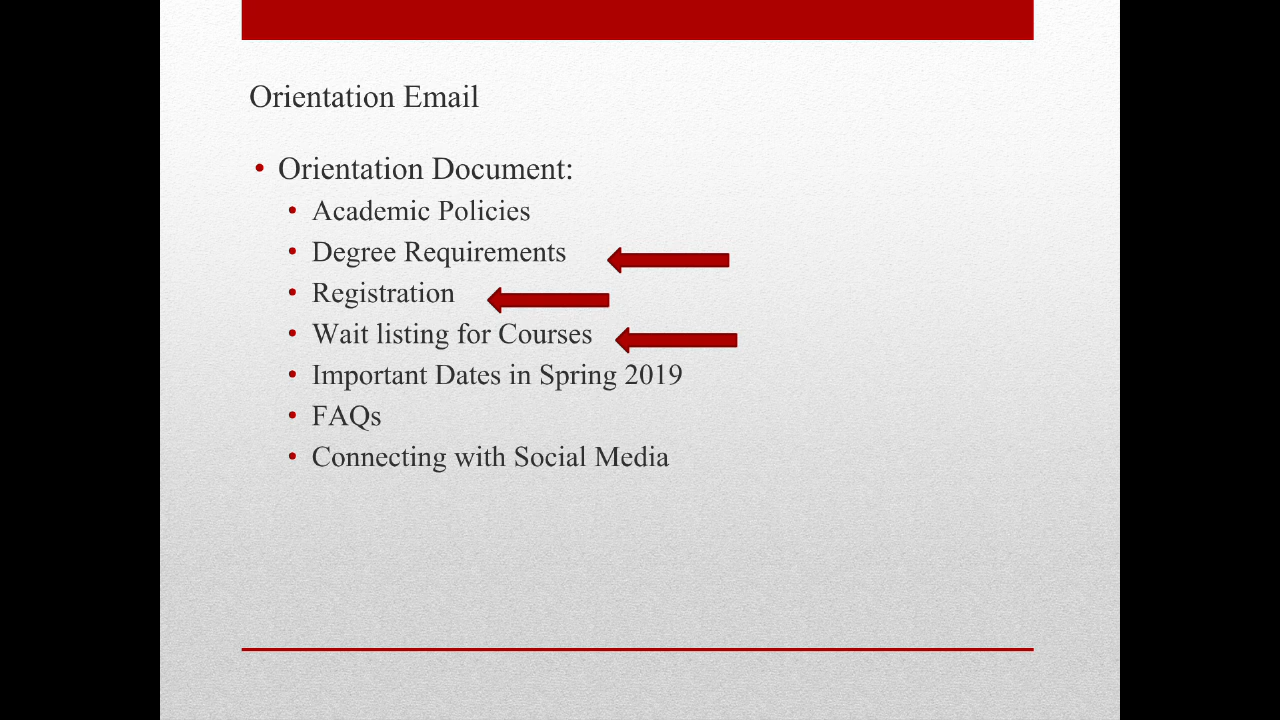 Orientation Email
• Orientation Document:
• Academic Policies
• Degree Requirements
• Registration
• Wait listing for Courses
• Important Dates in Spring 2019
• FAQs
• Connecting with Social Media